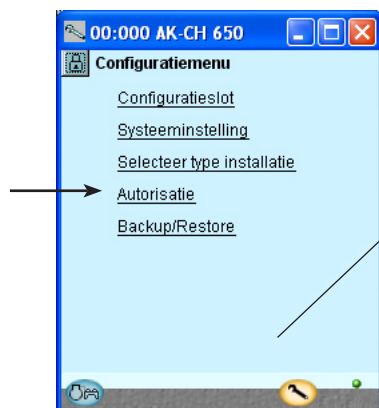 00:000 AK-CH 650
Configuratiemenu
Configuratieslot
Systeeminstelling
Selecteer type installatie
Autorisatie
Backup/Restore